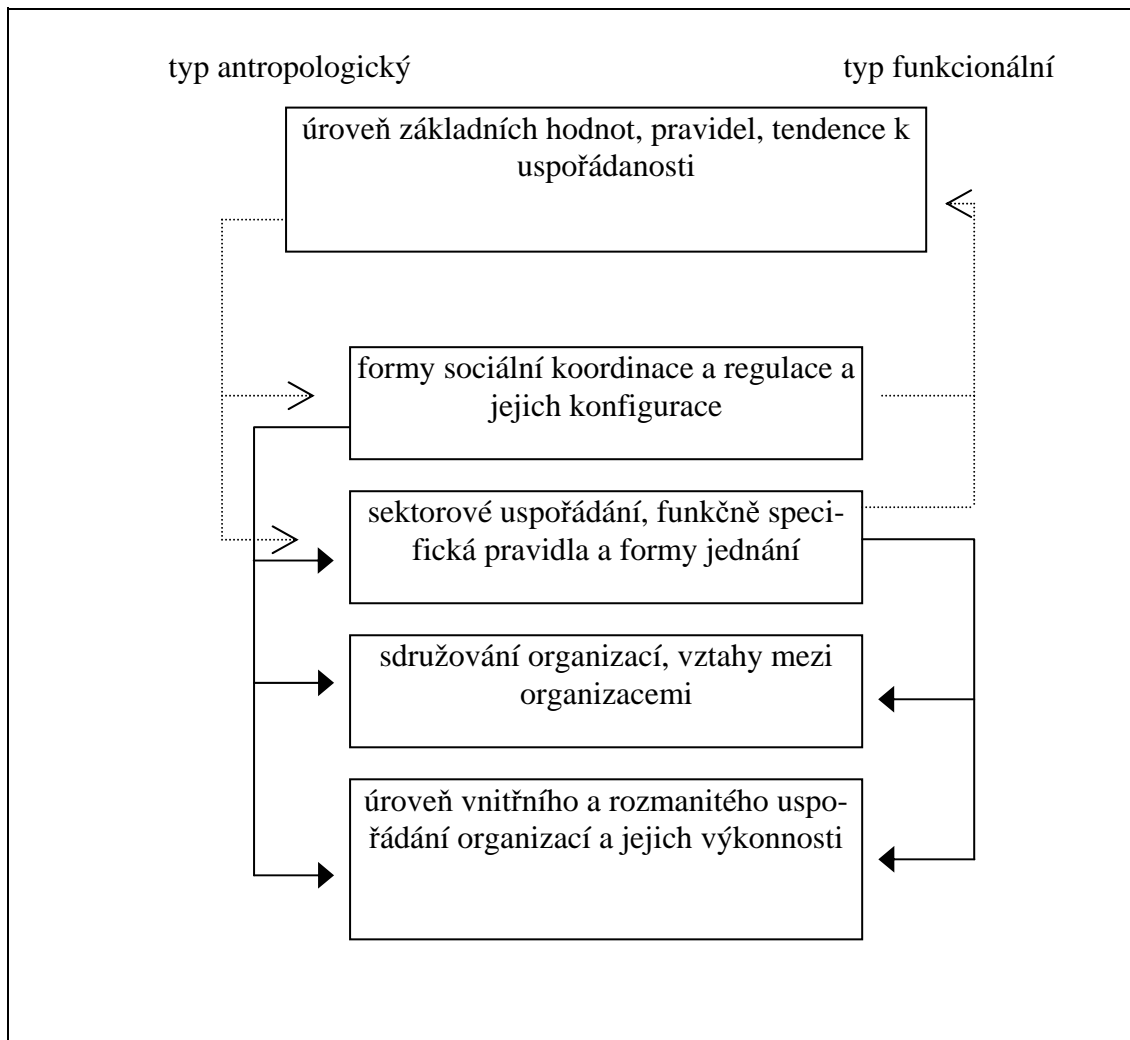 typ antropologický
typ funkcionální
úroveň základních hodnot, pravidel, tendence k
uspořádanosti
formy sociální koordinace a regulace a
jejich konfigurace
sektorové uspořádání, funkčně speci-
fická pravidla a formy jednání
sdružování organizací, vztahy mezi
organizacemi
úroveň vnitřního a rozmanitého uspo-
řádání organizací a jejich výkonnosti